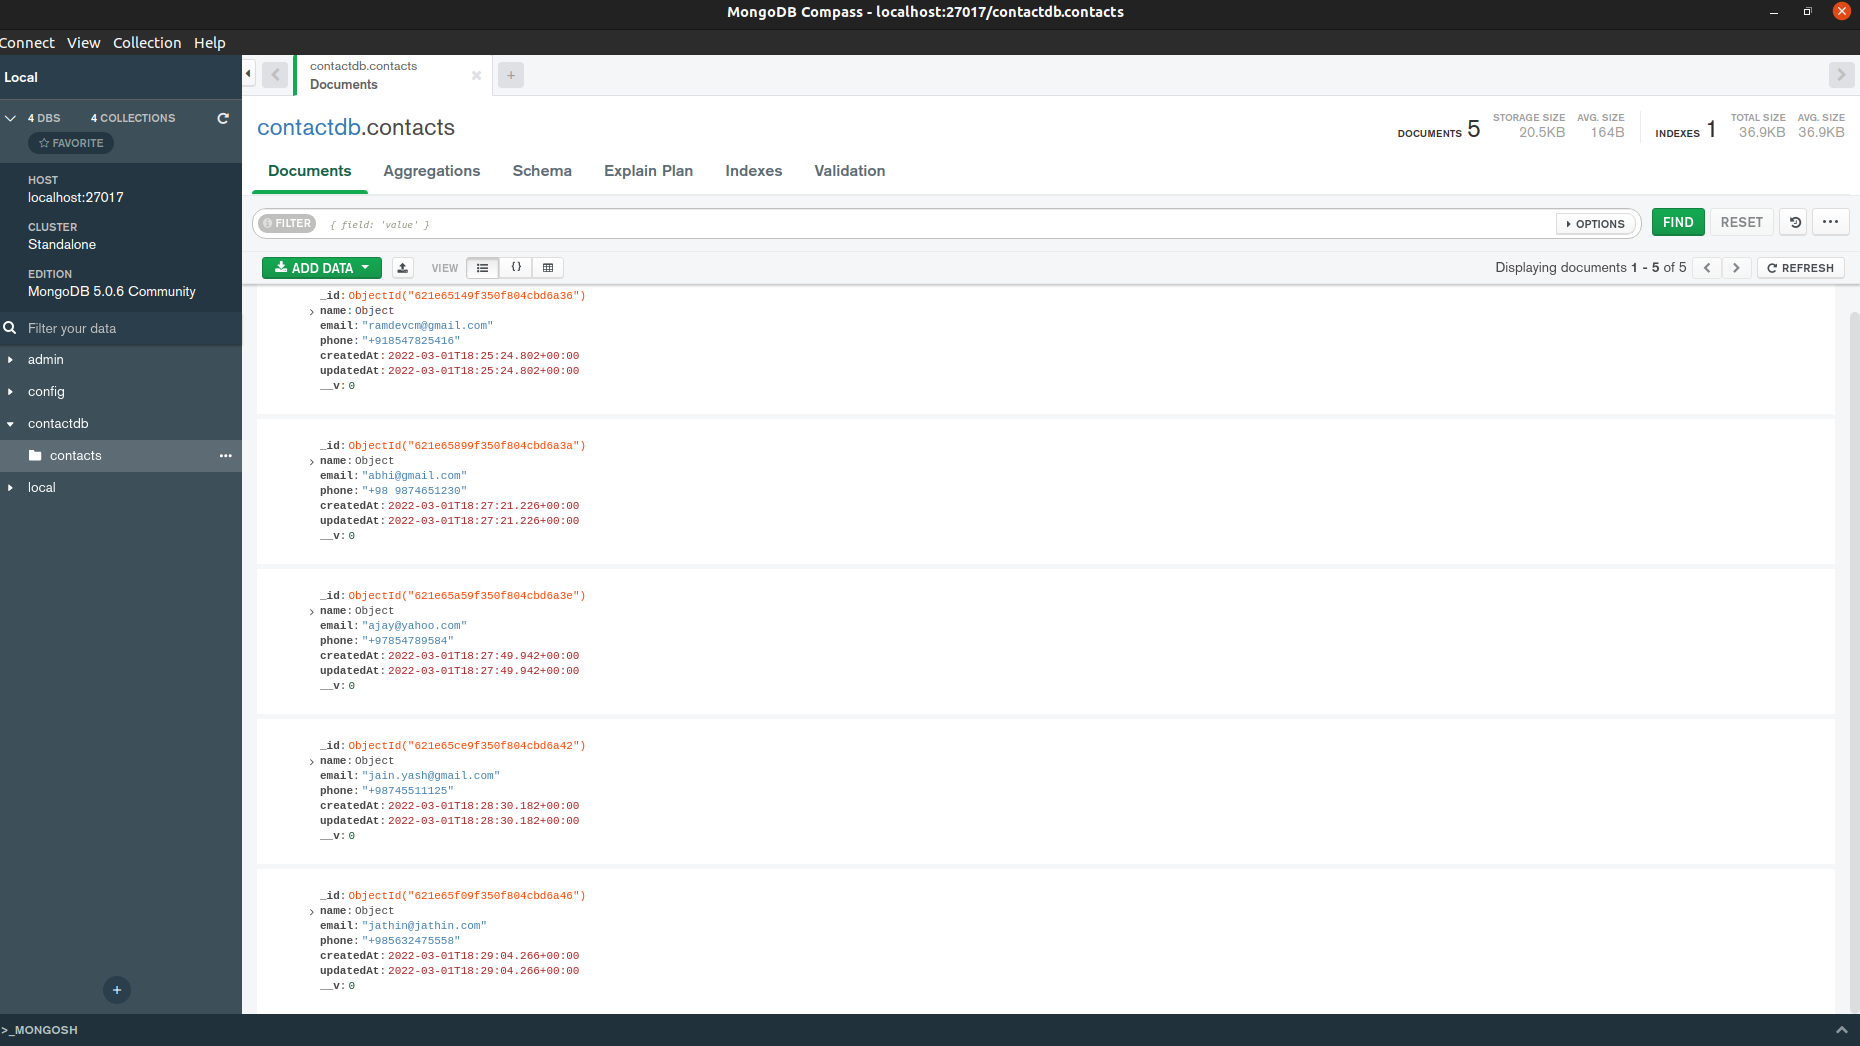 MongoDB Compass - localhost:27017/contactdb.contacts
Connect View Collection Help
Local
4 DBS 4 COLLECTIONS
FAVORITE
HOST
localhost:27017
CLUSTER
Standalone
EDITION
MongoDB 5.0.6 Community
Filter your data
admin
config
contactdb
contacts
local
>_MONGOSH
contactdb.contacts
Documents
contactdb.contacts
DOCUMENTS 5
STORAGE SIZE
20.5KB
AVG. SIZE
164B
INDEXES 1
TOTAL SIZE
36.9KB
AVG. SIZE
36.9KB
Documents Aggregations Schema Explain Plan Indexes Validation
FILTER { field: 'value' } OPTIONS FIND RESET
ADD DATA VIEW {} Displaying documents 1 - 5 of 5 REFRESH
_id:ObjectId("621e65149f350f804cbd6a36")
name:Object
email:"ramdevcm@gmail.com"
phone:"+918547825416"
createdAt:2022-03-01T18:25:24.802+00:00
updatedAt:2022-03-01T18:25:24.802+00:00
__v:0
_id:ObjectId("621e65899f350f804cbd6a3a")
name:Object
email:"abhi@gmail.com"
phone:"+98 9874651230"
createdAt:2022-03-01T18:27:21.226+00:00
updatedAt:2022-03-01T18:27:21.226+00:00
__v:0
_id:ObjectId("621e65a59f350f804cbd6a3e")
name:Object
email:"ajay@yahoo.com"
phone:"+97854789584"
createdAt:2022-03-01T18:27:49.942+00:00
updatedAt:2022-03-01T18:27:49.942+00:00
__v:0
_id:ObjectId("621e65ce9f350f804cbd6a42")
name:Object
email:"jain.yash@gmail.com"
phone:"+98745511125"
createdAt:2022-03-01T18:28:30.182+00:00
updatedAt:2022-03-01T18:28:30.182+00:00
__v:0
_id:ObjectId("621e65f09f350f804cbd6a46")
name:Object
email:"jathin@jathin.com"
phone:"+985632475558"
createdAt:2022-03-01T18:29:04.266+00:00
updatedAt:2022-03-01T18:29:04.266+00:00
__v:0